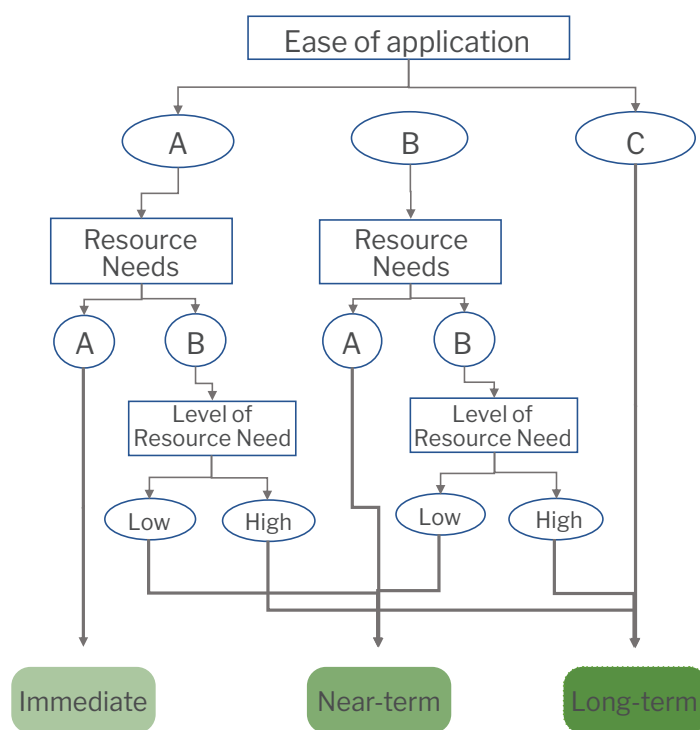 Ease of application
A
B
C
Resource
Needs
Resource
Needs
A
B
A
B
Level of
Resource Need
Level of
Resource Need
Low
High
Low
High
Immediate
Near-term
Long-term